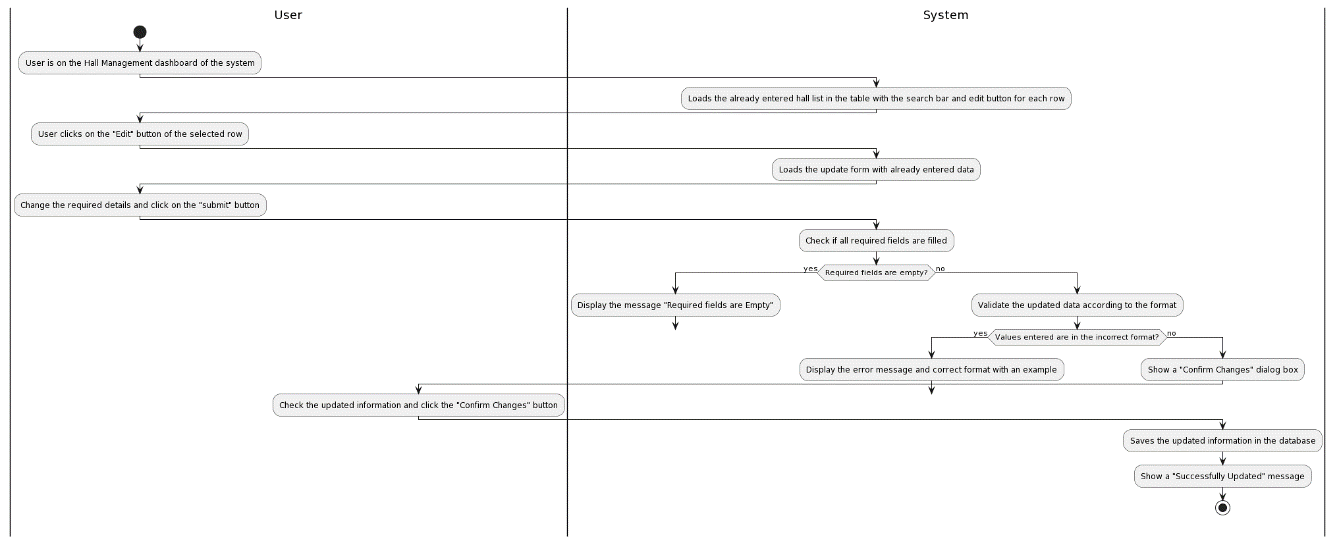 User
System
User is on the Hall Management dashboard of the system
Loads the already entered hall list in the table with the search bar and edit button for each row
User clicks on the "Edit" button of the selected row
Loads the update form with already entered data
Change the required details and click on the "submit" button
Check if all required fields are filled
yes
Required fields are empty?
no
Display the message "Required fields are Empty"
Validate the updated data according to the format
yes
Values entered are in the incorrect format?
no
Display the error message and correct format with an example
Show a "Confirm Changes" dialog box
Check the updated information and click the "Confirm Changes" button
Saves the updated information in the database
Show a "Successfully Updated" message